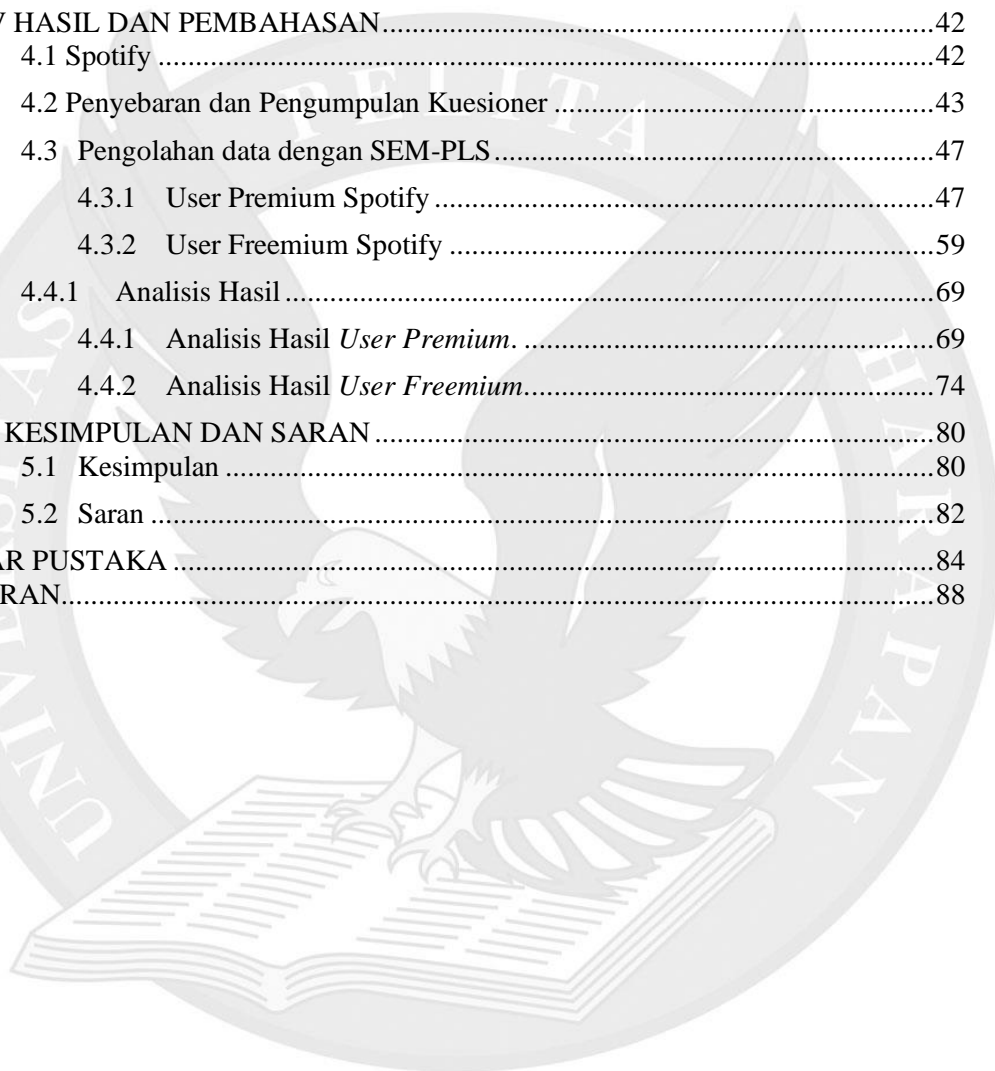 V HASIL DAN PEMBAHASAN....................42
4.1 Spotify....................42
4.2 Penyebaran dan Pengumpulan Kuesioner....................43
4.3 Pengolahan data dengan SEM-PLS....................47
4.3.1 User Premium Spotify....................47
4.3.2 User Freemium Spotify....................59
4.4.1 Analisis Hasil....................69
4.4.1 Analisis Hasil User Premium. ....................69
4.4.2 Analisis Hasil User Freemium....................74
KESIMPULAN DAN SARAN....................80
5.1 Kesimpulan....................80
5.2 Saran....................82
AR PUSTAKA....................84
RAN....................88
UNIVERSITAS PELITA HARAPAN